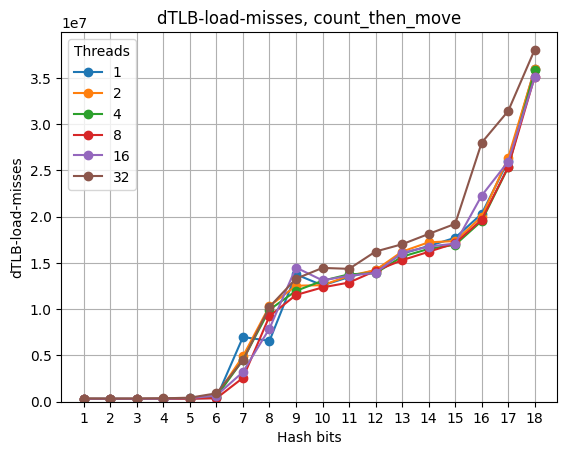 dTLB-load-misses, count_then_move
1e7
Threads
1
2
4
8
16
32
3.5
3.0
2.5
2.0
1.5
1.0
0.5
0.0
dTLB-load-misses
1 2 3 4 5 6 7 8 9 10 11 12 13 14 15 16 17 18
Hash bits